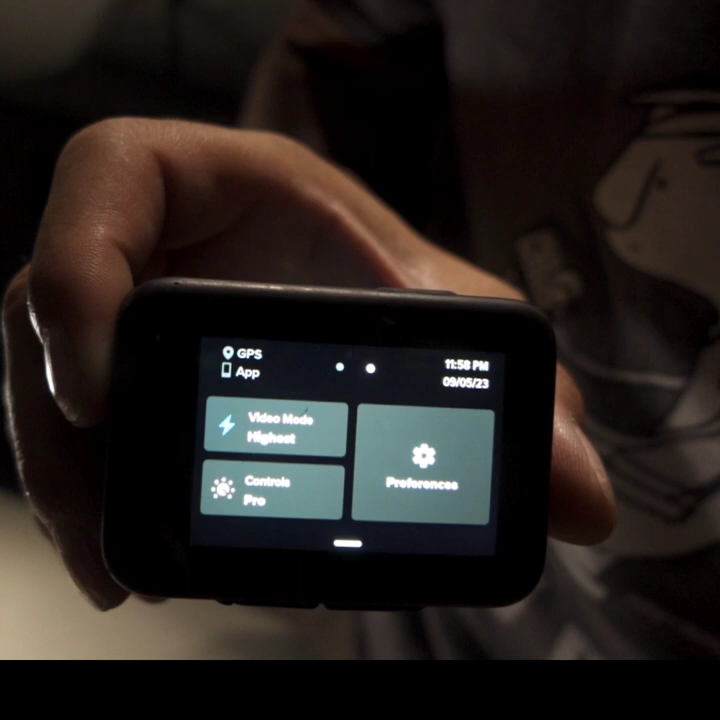 GPS
App
11:58 PM
09/05/23
Video Mode
Highest
Controls
Pro
Preferences